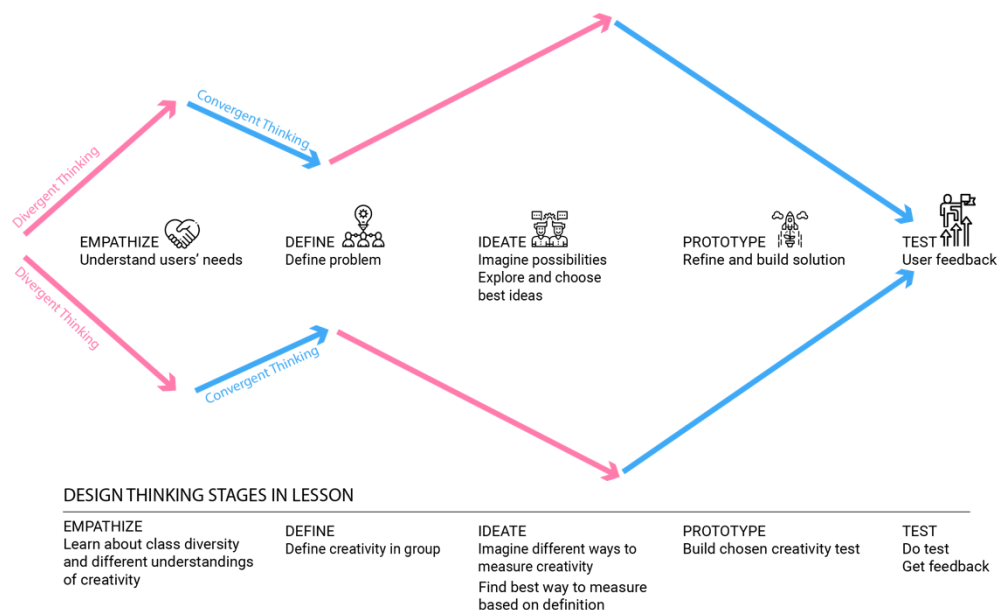 Divergent Thinking
Convergent Thinking
EMPATHIZE
Understand users' needs
DEFINE
Define problem
IDEATE
Imagine possibilities
Explore and choose
best ideas
PROTOTYPE
Refine and build solution
TEST
User feedback
Divergent Thinking
Convergent Thinking
DESIGN THINKING STAGES IN LESSON
EMPATHIZE
Learn about class diversity
and different understandings
of creativity
DEFINE
Define creativity in group
IDEATE
Imagine different ways to
measure creativity
Find best way to measure
based on definition
PROTOTYPE
Build chosen creativity test
TEST
Do test
Get feedback